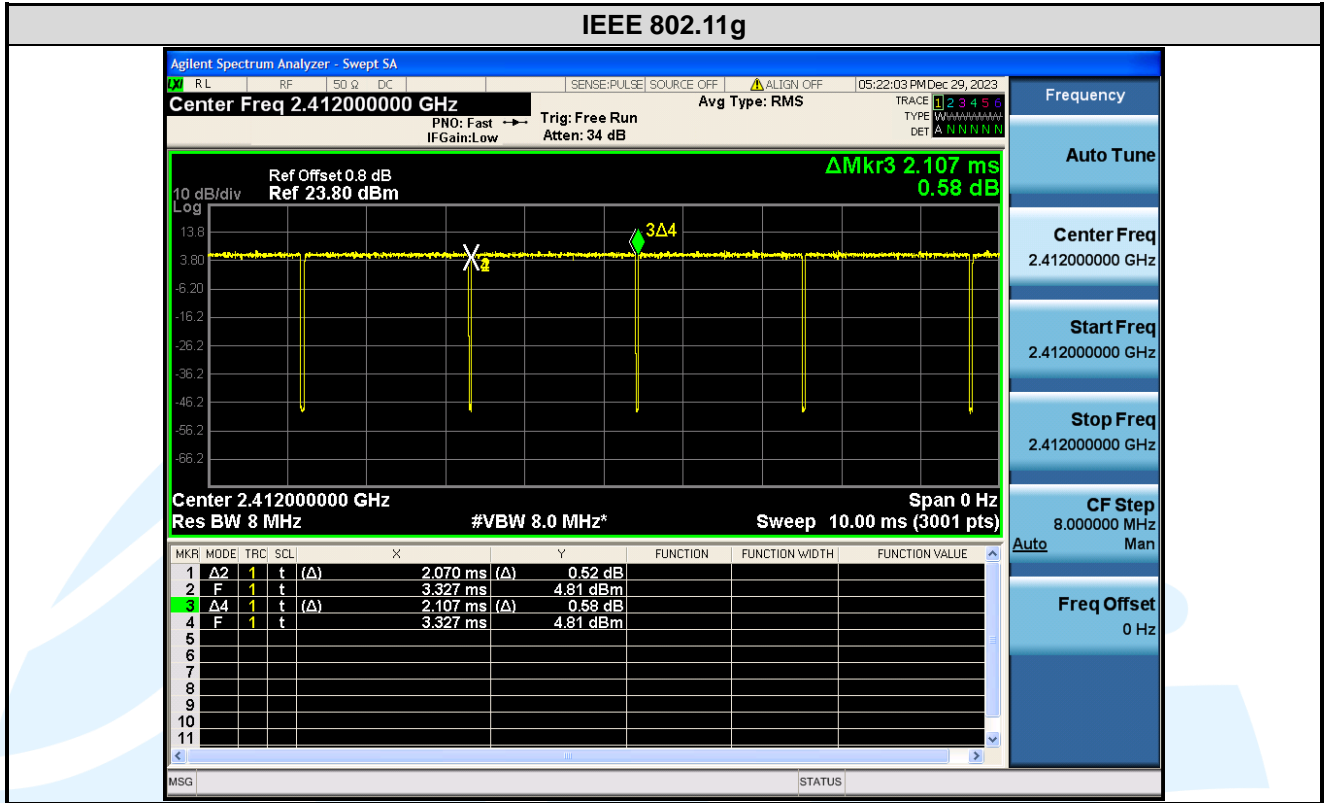 IEEE 802.11g
Agilent Spectrum Analyzer - Swept SA
LXI RL RF 50 Ω DC SENSE:PULSE SOURCE OFF ALIGN OFF 05:22:03 PM Dec 29, 2023
Center Freq 2.412000000 GHz
PNO: Fast
IFGain:Low
Trig: Free Run
Atten: 34 dB
Avg Type: RMS
TRACE 1 2 3 4 5 6
TYPE W
DET A N N N N N
ΔMkr3 2.107 ms
0.58 dB
Ref Offset 0.8 dB
10 dB/div Ref 23.80 dBm
Log
13.8
3.80
-6.20
-16.2
-26.2
-36.2
-46.2
-56.2
-66.2
3Δ4
Center 2.412000000 GHz Span 0 Hz
Res BW 8 MHz #VBW 8.0 MHz* Sweep 10.00 ms (3001 pts)
MKR MODE TRC SCL X Y FUNCTION FUNCTION WIDTH FUNCTION VALUE
1 Δ2 1 t (Δ) 2.070 ms (Δ) 0.52 dB
2 F 1 t 3.327 ms 4.81 dBm
3 Δ4 1 t (Δ) 2.107 ms (Δ) 0.58 dB
4 F 1 t 3.327 ms 4.81 dBm
5
6
7
8
9
10
11
MSG STATUS
Frequency
Auto Tune
Center Freq
2.412000000 GHz
Start Freq
2.412000000 GHz
Stop Freq
2.412000000 GHz
CF Step
8.000000 MHz
Auto Man
Freq Offset
0 Hz